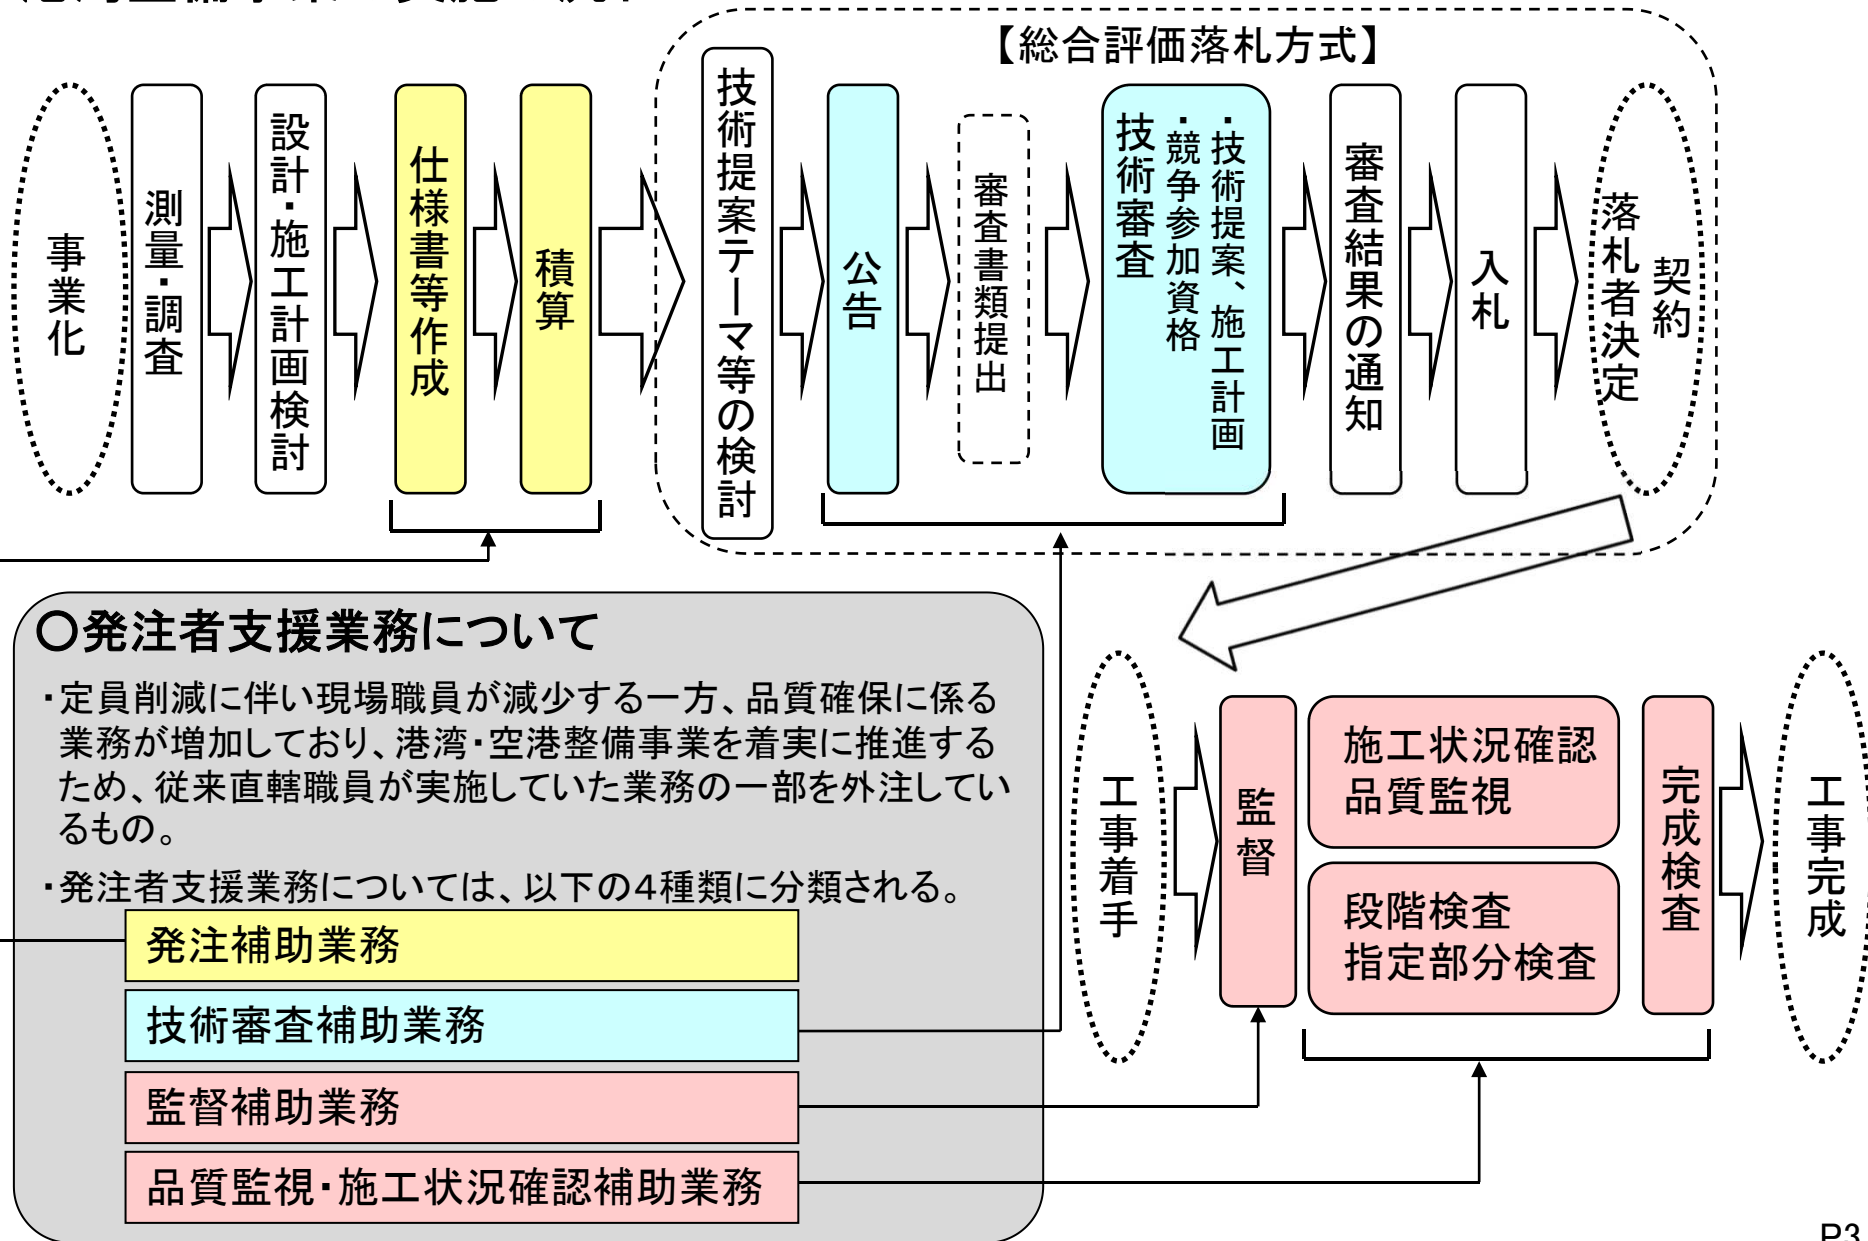 【総合評価落札方式】
事業化
測量・調査
設計・施工計画検討
仕様書等作成
積算
技術提案テーマ等の検討
公告
審査書類提出
・技術提案、施工計画
・競争参加資格
技術審査
審査結果の通知
入札
契約
落札者決定
〇発注者支援業務について
・定員削減に伴い現場職員が減少する一方、品質確保に係る
業務が増加しており、港湾・空港整備事業を着実に推進する
ため、従来直轄職員が実施していた業務の一部を外注してい
るもの。
・発注者支援業務については、以下の４種類に分類される。
発注補助業務
技術審査補助業務
監督補助業務
品質監視・施工状況確認補助業務
工事着手
監督
施工状況確認
品質監視
段階検査
指定部分検査
完成検査
工事完成
P3